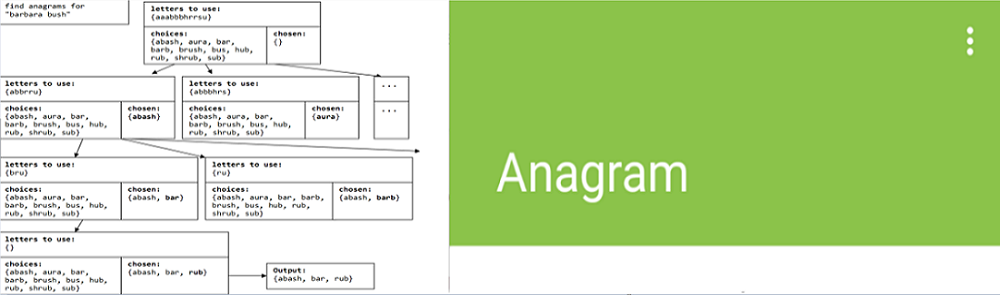 find anagrams for
"barbara bush"
letters to use:
{aaabbbhrrsu}
choices:
{abash, aura, bar,
barb, brush, bus, hub,
rub, shrub, sub}
chosen:
{}
letters to use:
{abbrru}
choices:
{abash, aura, bar,
barb, brush, bus, hub,
rub, shrub, sub}
chosen:
{abash}
letters to use:
{abbbhrs}
choices:
{abash, aura, bar,
barb, brush, bus, hub,
rub, shrub, sub}
chosen:
{aura}
...
...
letters to use:
{bru}
choices:
{abash, aura, bar,
barb, brush, bus, hub,
rub, shrub, sub}
chosen:
{abash, bar}
letters to use:
{ru}
choices:
{abash, aura, bar, barb,
brush, bus, hub, rub,
shrub, sub}
chosen:
{abash, barb}
letters to use:
{}
choices:
{abash, aura, bar,
barb, brush, bus, hub,
rub, shrub, sub}
chosen:
{abash, bar, rub}
Output:
{abash, bar, rub}
Anagram